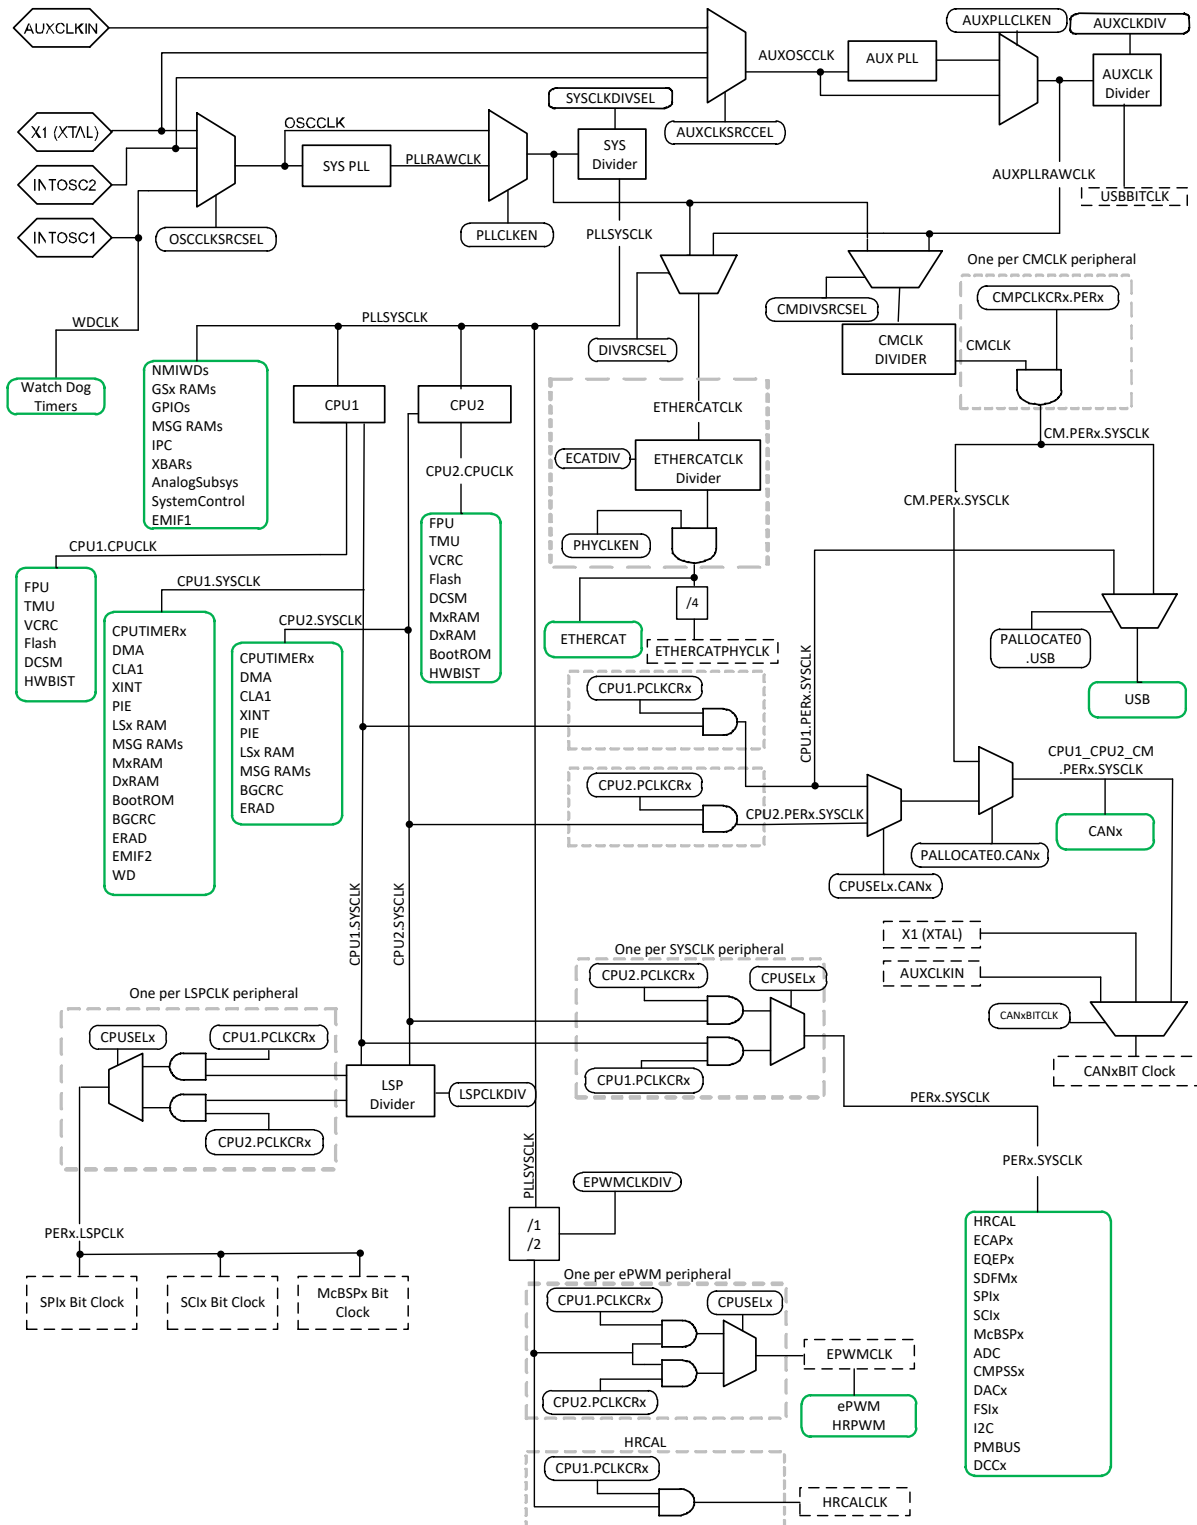 AUXCLKIN
AUXPLLCLKEN
AUXCLKDIV
AUXOSCCLK
AUX PLL
AUXCLK
Divider
SYSCLKDIVSEL
X1 (XTAL)
OSCCLK
AUXCLKSRCCEL
SYS
Divider
SYS PLL
PLLRAWCLK
INTOSC2
AUXPLLRAWCLK
USBBITCLK
INTOSC1
OSCCLKSRCSEL
PLLCLKEN
PLLSYSCLK
One per CMCLK peripheral
CMPCLKCRx.PERx
CMDIVSRCSEL
WDCLK
PLLSYSCLK
DIVSRCSEL
CMCLK
DIVIDER
CMCLK
Watch Dog
Timers
NMIWDs
GSx RAMs
GPIOs
MSG RAMs
IPC
XBARs
AnalogSubsys
SystemControl
EMIF1
CPU1
CPU2
ETHERCATCLK
CM.PERx.SYSCLK
ECATDIV
ETHERCATCLK
Divider
CPU2.CPUCLK
CM.PERx.SYSCLK
PHYCLKEN
CPU1.CPUCLK
FPU
TMU
VCRC
Flash
DCSM
MxRAM
DxRAM
BootROM
HWBIST
FPU
TMU
VCRC
Flash
DCSM
HWBIST
CPU1.SYSCLK
CPUTIMERx
DMA
CLA1
XINT
PIE
LSx RAM
MSG RAMs
MxRAM
DxRAM
BootROM
BGCRC
ERAD
EMIF2
WD
CPU2.SYSCLK
CPUTIMERx
DMA
CLA1
XINT
PIE
LSx RAM
MSG RAMs
BGCRC
ERAD
/4
ETHERCAT
ETHERCATPHYCLK
PALLOCATE0
.USB
USB
CPU1.PERx.SYSCLK
CPU1.PCLKCRx
CPU2.PCLKCRx
CPU2.PERx.SYSCLK
CPU1_CPU2_CM
.PERx.SYSCLK
CANx
PALLOCATE0.CANx
CPUSELx.CANx
CPU1.SYSCLK
CPU2.SYSCLK
X1 (XTAL)
AUXCLKIN
CANxBITCLK
CANxBIT Clock
One per SYSCLK peripheral
CPU2.PCLKCRx
CPUSELx
CPU1.PCLKCRx
One per LSPCLK peripheral
CPUSELx
CPU1.PCLKCRx
CPU2.PCLKCRx
LSP
Divider
LSPCLKDIV
PERx.SYSCLK
PERx.SYSCLK
PLLSYSCLK
EPWMCLKDIV
/1
/2
PERx.LSPCLK
SPIx Bit Clock
SCIx Bit Clock
McBSPx Bit
Clock
HRCAL
ECAPx
EQEPx
SDFMx
SPIx
SCIx
McBSPx
ADC
CMPSSx
DACx
FSIx
I2C
PMBUS
DCCx
One per ePWM peripheral
CPU1.PCLKCRx
CPUSELx
CPU2.PCLKCRx
EPWMCLK
ePWM
HRPWM
HRCAL
CPU1.PCLKCRx
HRCALCLK